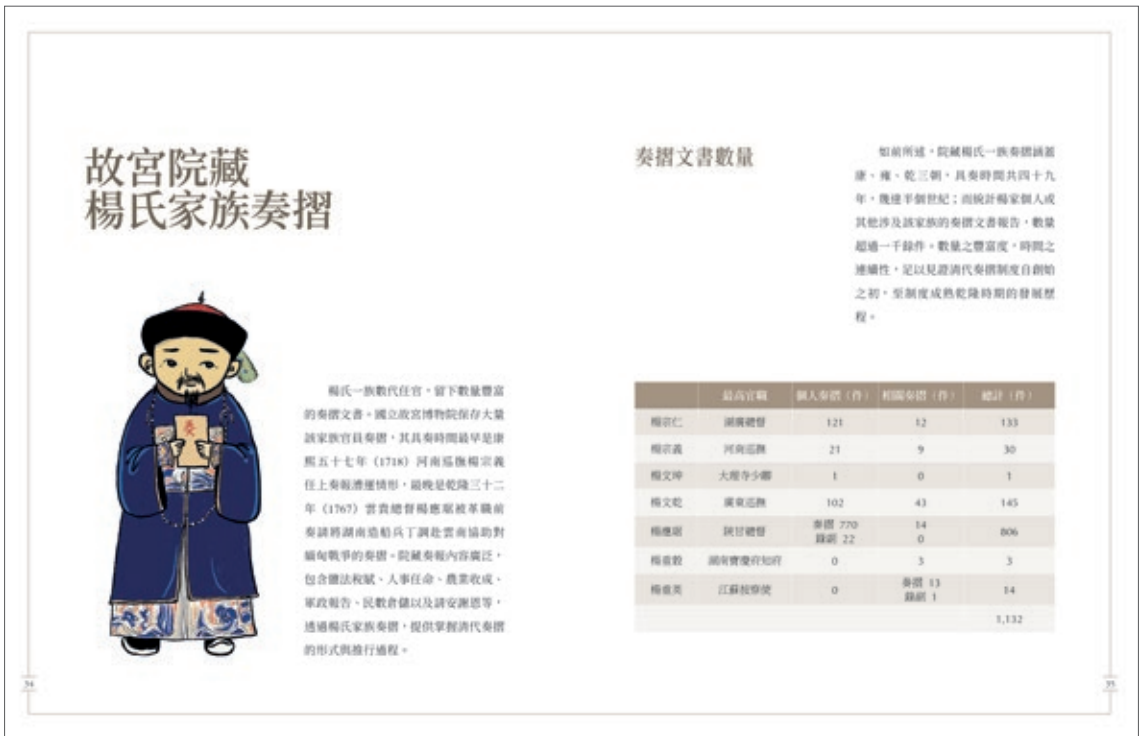 故宮院藏
楊氏家族奏摺
奏
楊氏一族數代任官，留下數量豐富
的奏摺文書。國立故宮博物院保存大量
該家族官員奏摺，其具奏時間最早是康
熙五十七年（1718）河南巡撫楊宗義
任上奏報漕運情形，最晚是乾隆三十二
年（1767）雲貴總督楊應琚被革職前
奏請將湖南造船兵丁調赴雲南協助對
緬甸戰爭的奏摺。院藏奏報內容廣泛，
包含鹽法稅賦、人事任命、農業收成、
軍政報告、民數倉儲以及請安謝恩等，
透過楊氏家族奏摺，提供掌握清代奏摺
的形式與推行過程。
34
奏摺文書數量
如前所述，院藏楊氏一族奏摺涵蓋
康、雍、乾三朝，具奏時間共四十九
年，幾達半個世紀；而統計楊家個人或
其他涉及該家族的奏摺文書報告，數量
超過一千餘件。數量之豐富度，時間之
連續性，足以見證清代奏摺制度自創始
之初，至制度成熟乾隆時期的發展歷
程。
最高官職 個人奏摺（件） 相關奏摺（件） 總計（件）
楊宗仁 湖廣總督 121 12 133
楊宗義 河南巡撫 21 9 30
楊文坤 大理寺少卿 1 0 1
楊文乾 廣東巡撫 102 43 145
楊應琚 陝甘總督 奏摺 770 14 806
錄副 22 0
楊重穀 湖南寶慶府知府 0 3 3
楊重英 江蘇按察使 0 奏摺 13 14
錄副 1
1,132
35